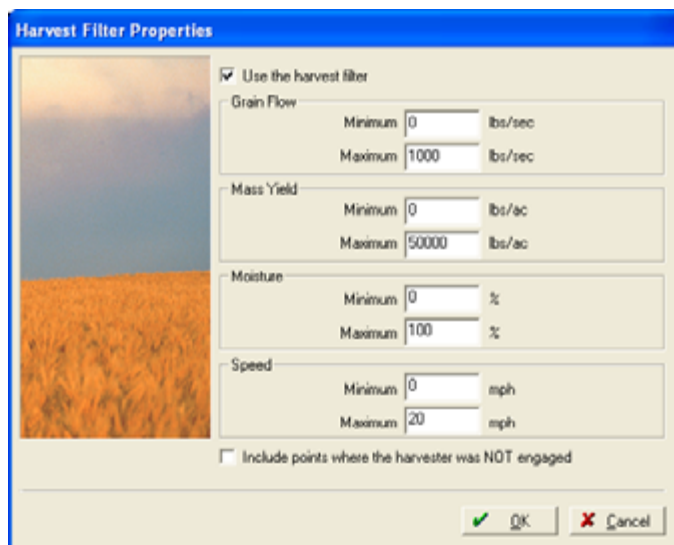 Harvest Filter Properties
Use the harvest filter
Grain Flow
Minimum 0 lbs/sec
Maximum 1000 lbs/sec
Mass Yield
Minimum 0 lbs/ac
Maximum 50000 lbs/ac
Moisture
Minimum 0 %
Maximum 100 %
Speed
Minimum 0 mph
Maximum 20 mph
Include points where the harvester was NOT engaged
OK Cancel